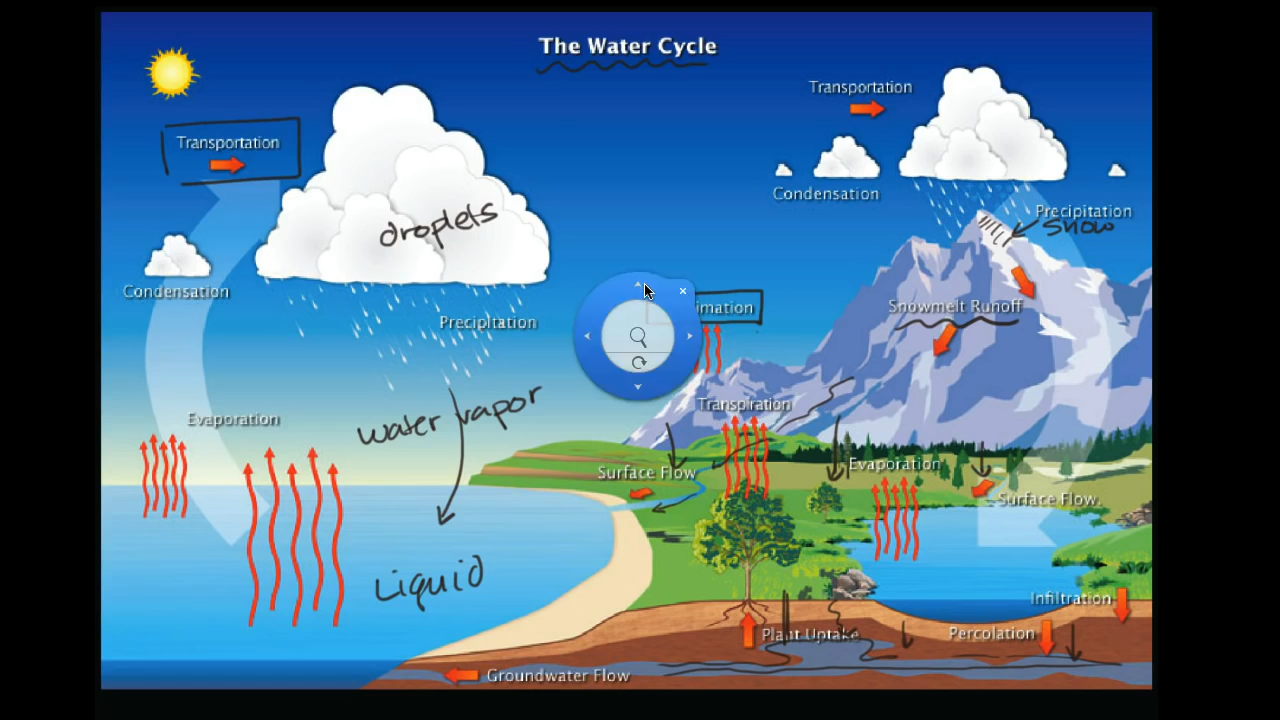 The Water Cycle
Transportation
Transportation
Condensation
Precipitation
Snow
droplets
Condensation
Precipitation
Snowmelt Runoff
Evaporation
water vapor
Transpiration
Surface Flow
Evaporation
Surface Flow
Liquid
Infiltration
Plant Uptake
Percolation
Groundwater Flow